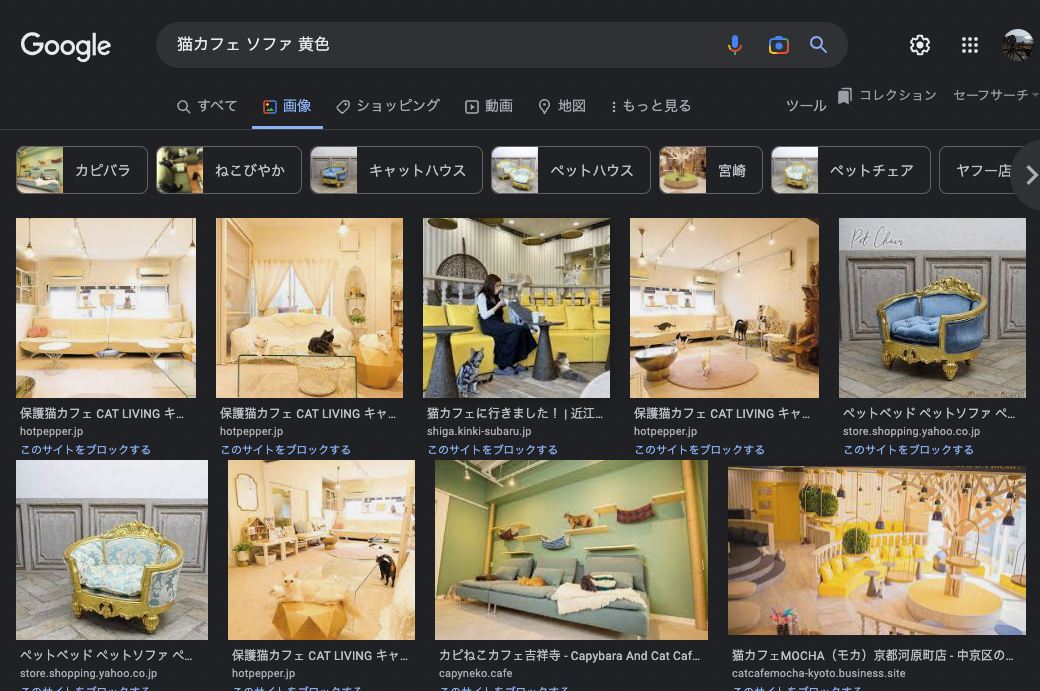 Google
猫カフェ ソファ 黄色
すべて
画像
ショッピング
動画
地図
もっと見る
ツール
コレクション
セーフサーチ
カピバラ
ねこびやか
キャットハウス
ペットハウス
宮崎
ペットチェア
ヤフー店
Pet Chair
保護猫カフェ CAT LIVING キ...
保護猫カフェ CAT LIVING キャ...
猫カフェに行きました！ | 近江...
保護猫カフェ CAT LIVING キャ...
ペットベッド ペットソファ ペ...
hotpepper.jp
hotpepper.jp
shiga.kinki-subaru.jp
hotpepper.jp
store.shopping.yahoo.co.jp
このサイトをブロックする
このサイトをブロックする
このサイトをブロックする
このサイトをブロックする
このサイトをブロックする
ペットベッド ペットソファ ペ...
保護猫カフェ CAT LIVING キャ...
カピねこカフェ吉祥寺 - Capybara And Cat Caf...
猫カフェMOCHA（モカ）京都河原町店 - 中京区の...
store.shopping.yahoo.co.jp
hotpepper.jp
capyneko.cafe
catcafemocha-kyoto.business.site
このサイトをブロックする
このサイトをブロックする
このサイトをブロックする
このサイトをブロックする